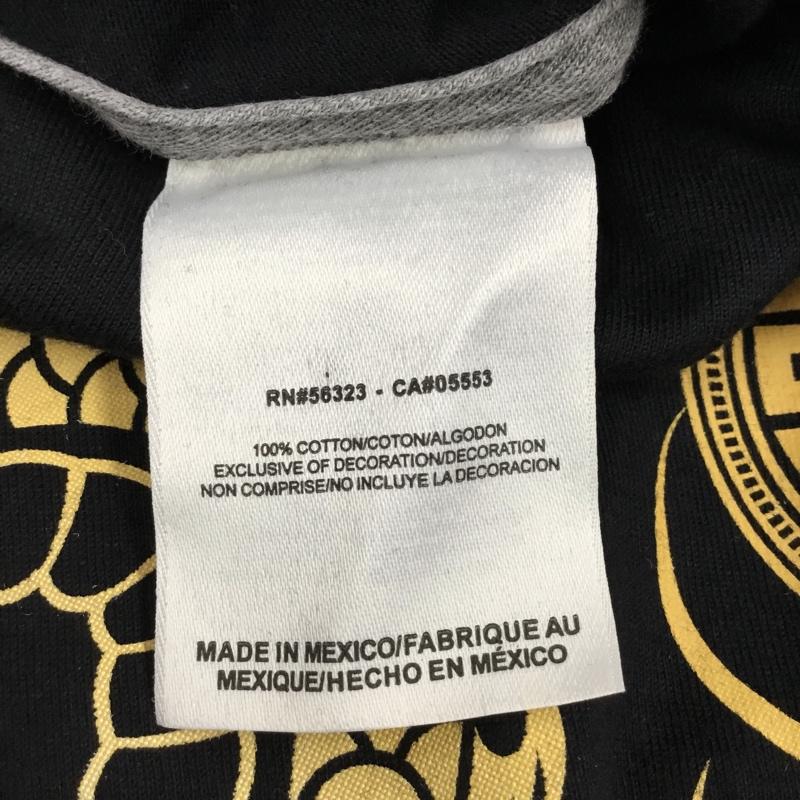 RN#56323 - CA#05553
100% COTTON/COTON/ALGODON
EXCLUSIVE OF DECORATION/DECORATION
NON COMPRISE/NO INCLUYE LA DECORACION
MADE IN MEXICO/FABRIQUE AU
MEXIQUE/HECHO EN MÉXICO